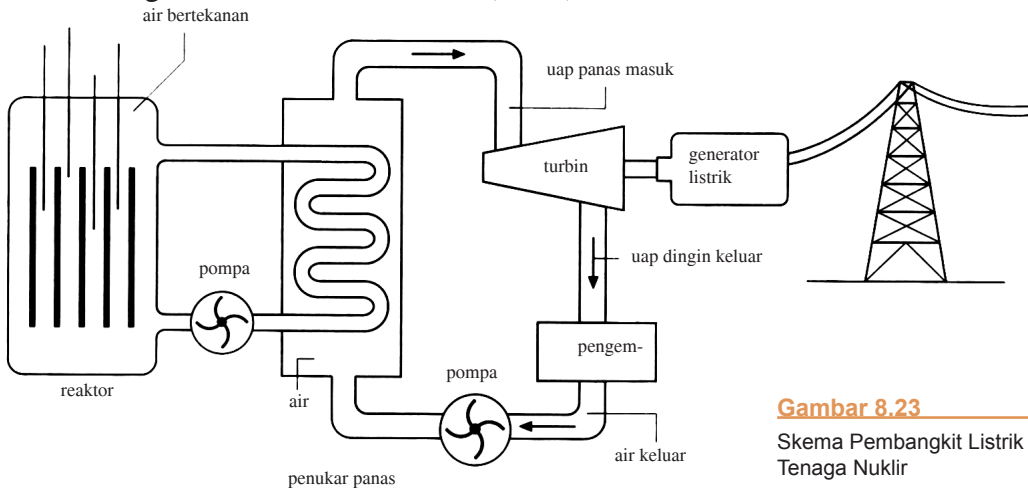 air bertekanan
uap panas masuk
turbin
generator
listrik
uap dingin keluar
pompa
pengem-
reaktor
air
pompa
air keluar
penukar panas
Gambar 8.23
Skema Pembangkit Listrik
Tenaga Nuklir